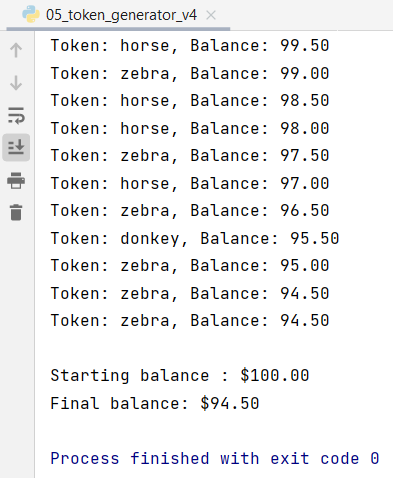 05_token_generator_v4
Token: horse, Balance: 99.50
Token: zebra, Balance: 99.00
Token: horse, Balance: 98.50
Token: horse, Balance: 98.00
Token: zebra, Balance: 97.50
Token: horse, Balance: 97.00
Token: zebra, Balance: 96.50
Token: donkey, Balance: 95.50
Token: zebra, Balance: 95.00
Token: zebra, Balance: 94.50
Token: zebra, Balance: 94.50
Starting balance : $100.00
Final balance: $94.50
Process finished with exit code 0